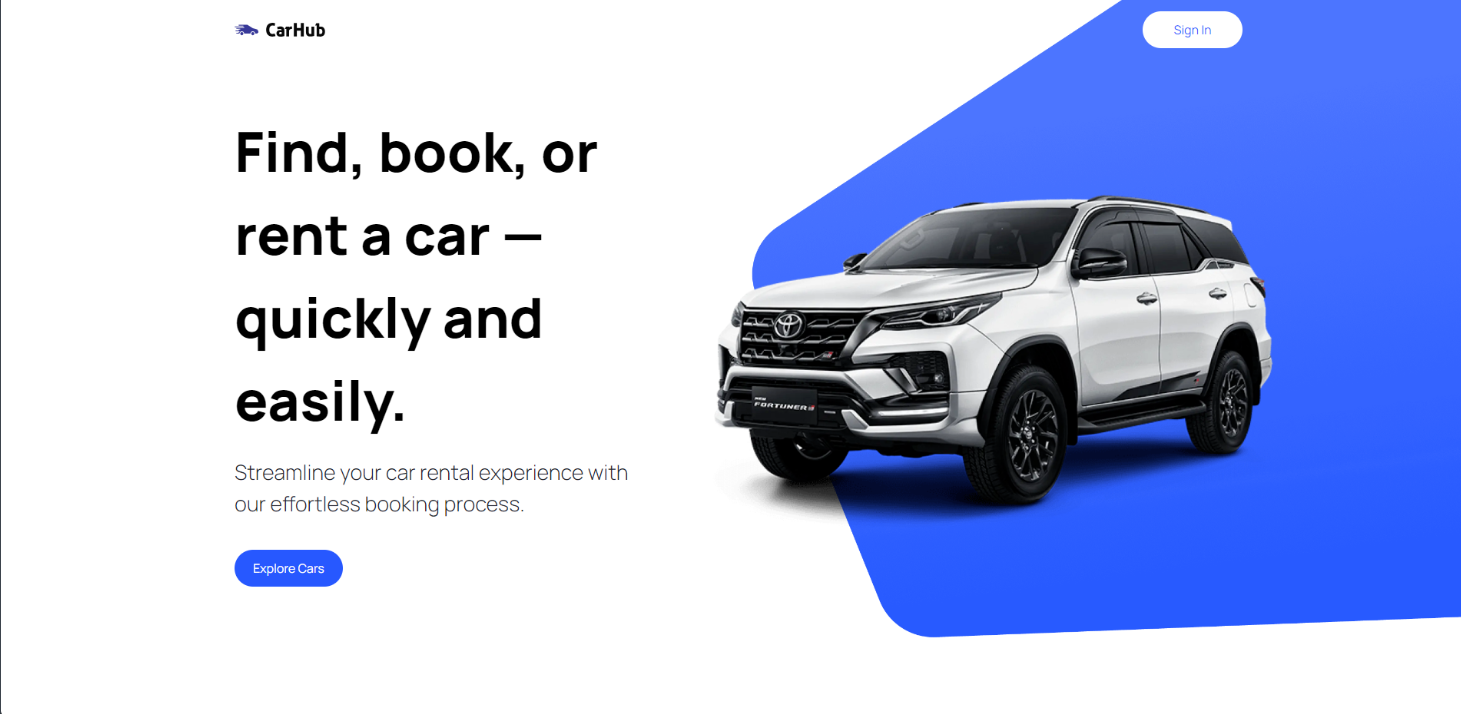 CarHub
Sign In
Find, book, or
rent a car —
quickly and
easily.
Streamline your car rental experience with
our effortless booking process.
Explore Cars
NEW
FORTUNER